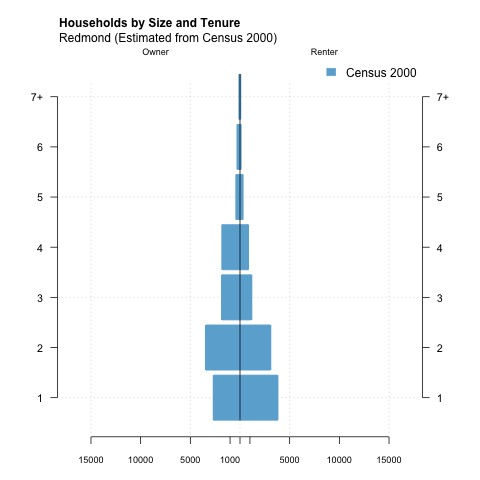 Households by Size and Tenure
Redmond (Estimated from Census 2000)
Owner Renter
Census 2000
7+ 7+
6 6
5 5
4 4
3 3
2 2
1 1
15000 10000 5000 1000 5000 10000 15000